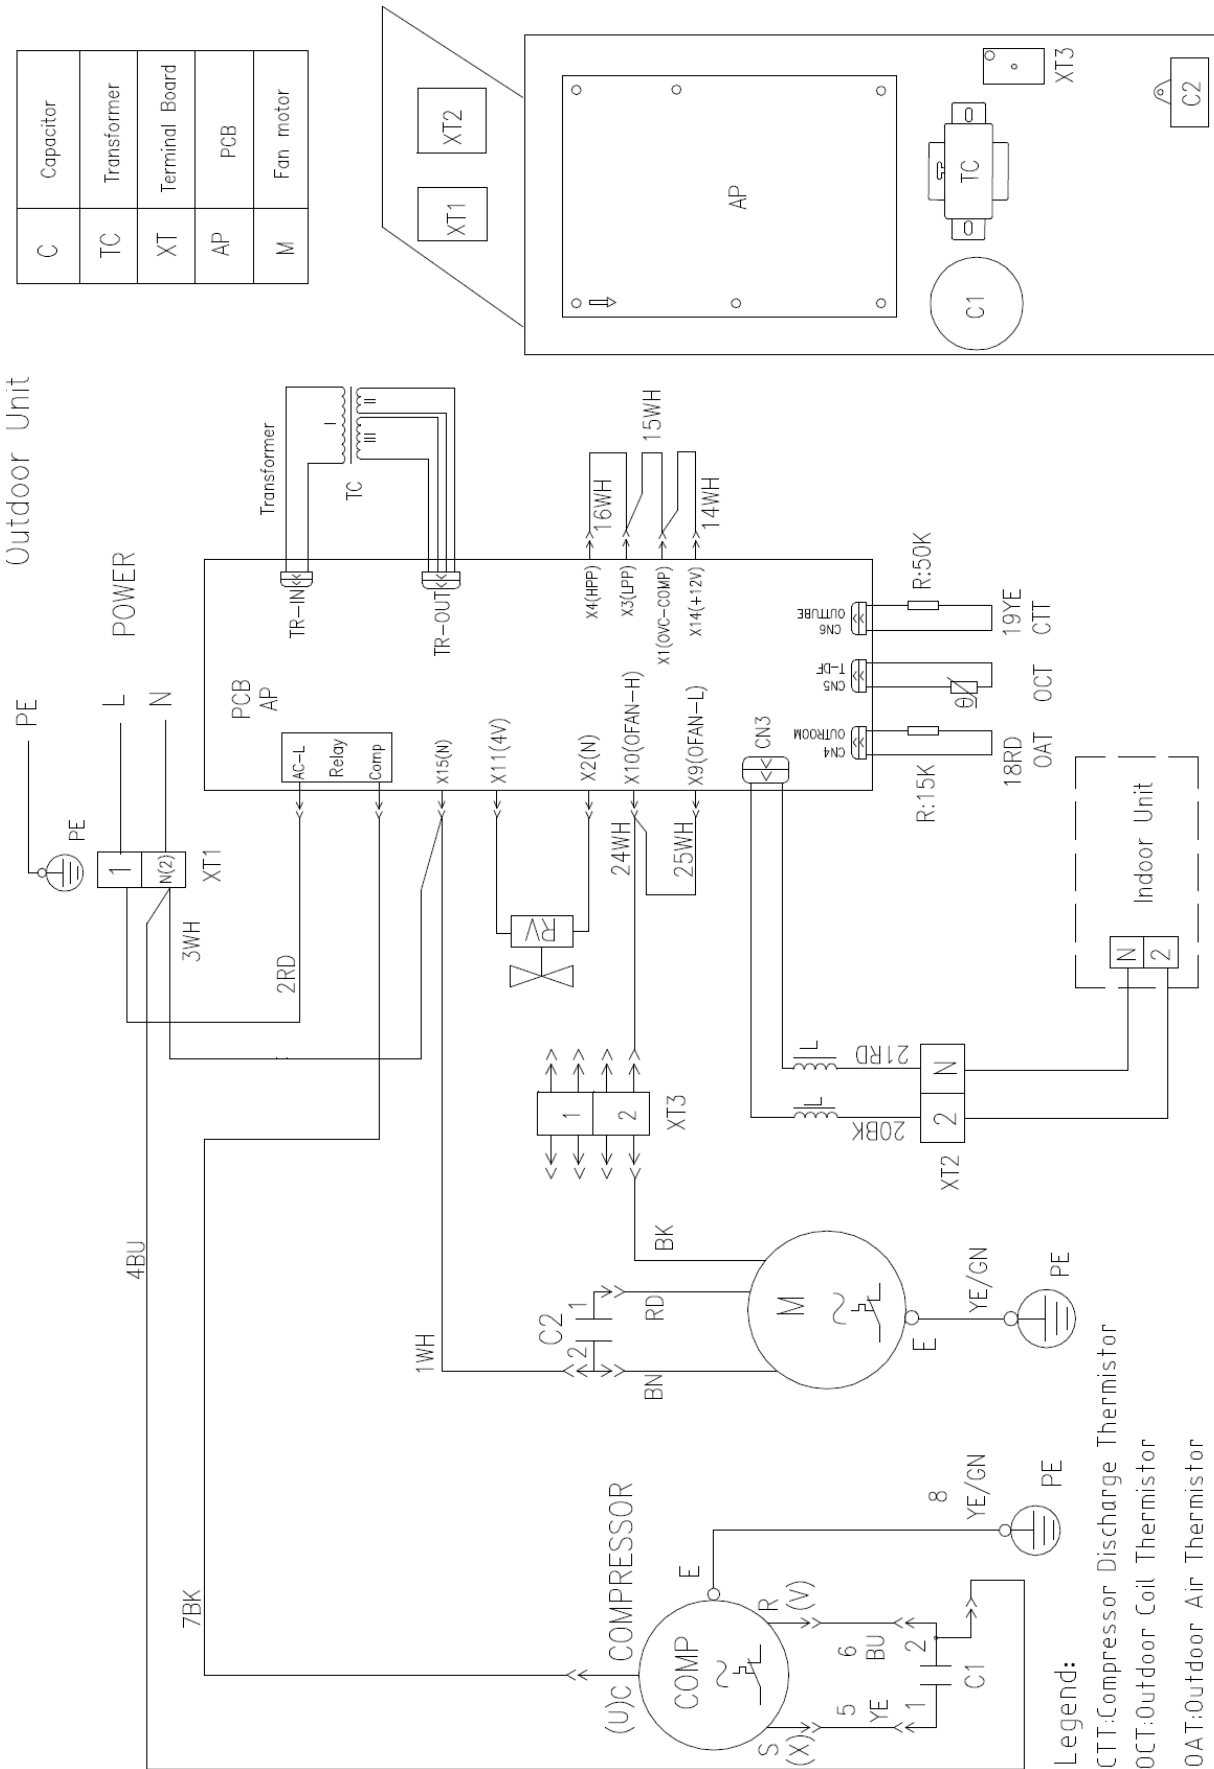 Outdoor Unit
C Capacitor
TC Transformer
XT Terminal Board
AP PCB
M Fan motor
XT1
XT2
AP
C1
TC
XT3
C2
PE
POWER
L
N
PE
1
N(2)
XT1
3WH
2RD
4BU
7BK
PCB
AP
AC-L
Relay
Comp
TR-IN
TR-OUT
Transformer
TC
I
II
III
X15(N)
X11(4V)
X2(N)
X10(OFAN-H)
X9(OFAN-L)
X4(HPP)
X3(LPP)
X1(OVC-COMP)
X14(+12V)
16WH
15WH
14WH
24WH
25WH
RV
CN3
CN4
OUTROOM
CN5
T-DF
CN6
OUTTUBE
R:15K
θ
R:50K
18RD
OAT
OCT
19YE
CTT
1
2
XT3
L
L
20BK
21RD
2
N
XT2
N
2
Indoor Unit
1WH
C2
2
1
BN
RD
BK
M
E
YE/GN
PE
(U)C COMPRESSOR
COMP
E
S
(X)
R
(V)
5
YE
6
BU
1
2
C1
8
YE/GN
PE
Legend:
CTT:Compressor Discharge Thermistor
OCT:Outdoor Coil Thermistor
OAT:Outdoor Air Thermistor